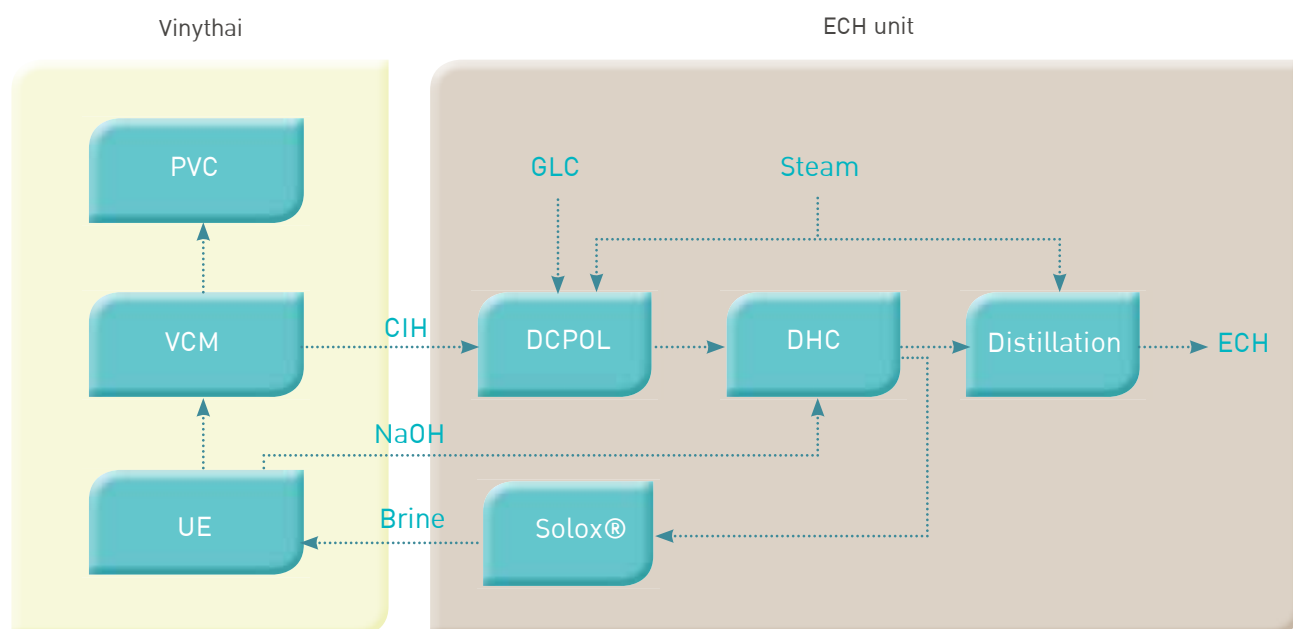 Vinythai
ECH unit
PVC
GLC
Steam
VCM
CIH
DCPOL
DHC
Distillation
ECH
NaOH
UE
Brine
Solox®